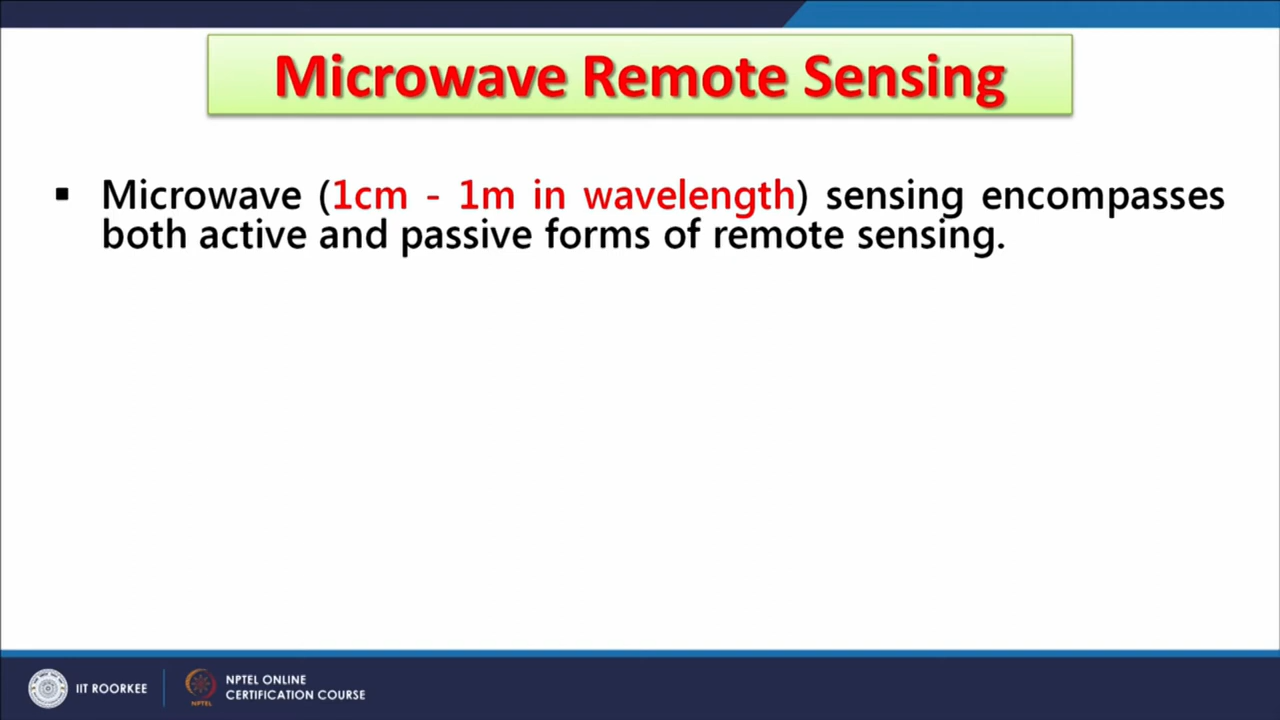 Microwave Remote Sensing
▪ Microwave (1cm - 1m in wavelength) sensing encompasses
both active and passive forms of remote sensing.
IIT ROORKEE
NPTEL
NPTEL ONLINE
CERTIFICATION COURSE